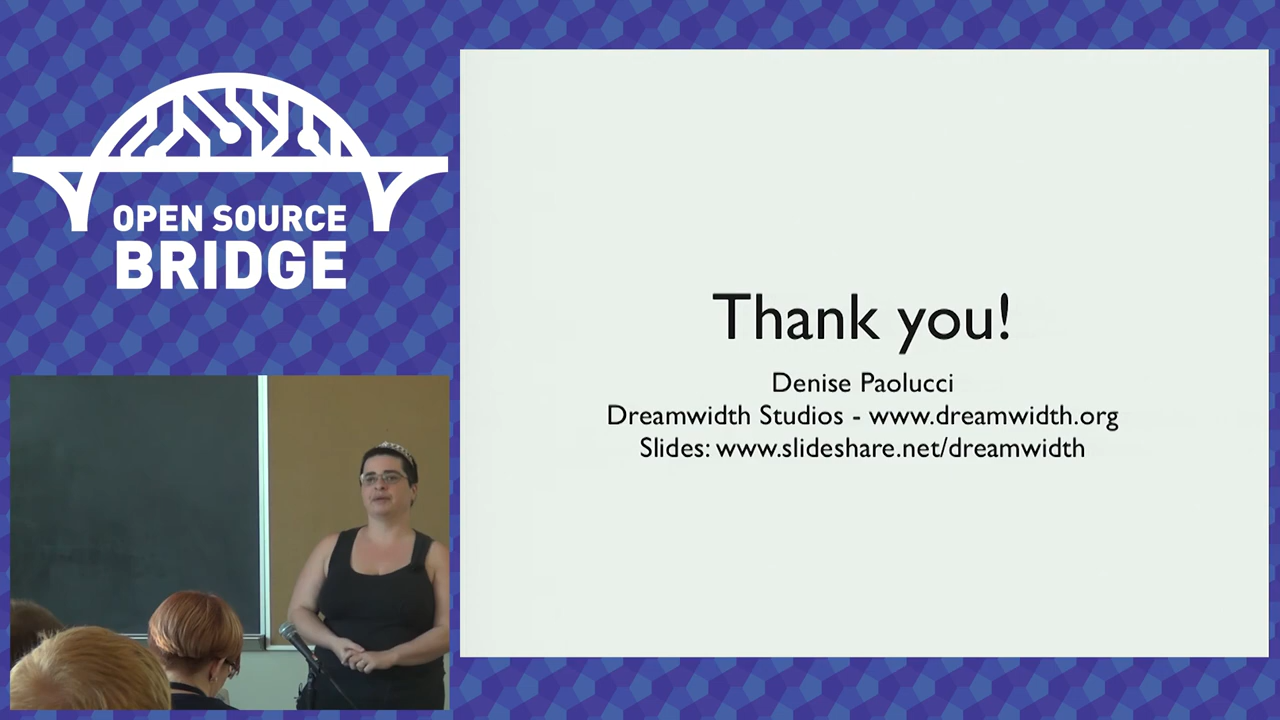 OPEN SOURCE
BRIDGE
Thank you!
Denise Paolucci
Dreamwidth Studios - www.dreamwidth.org
Slides: www.slideshare.net/dreamwidth